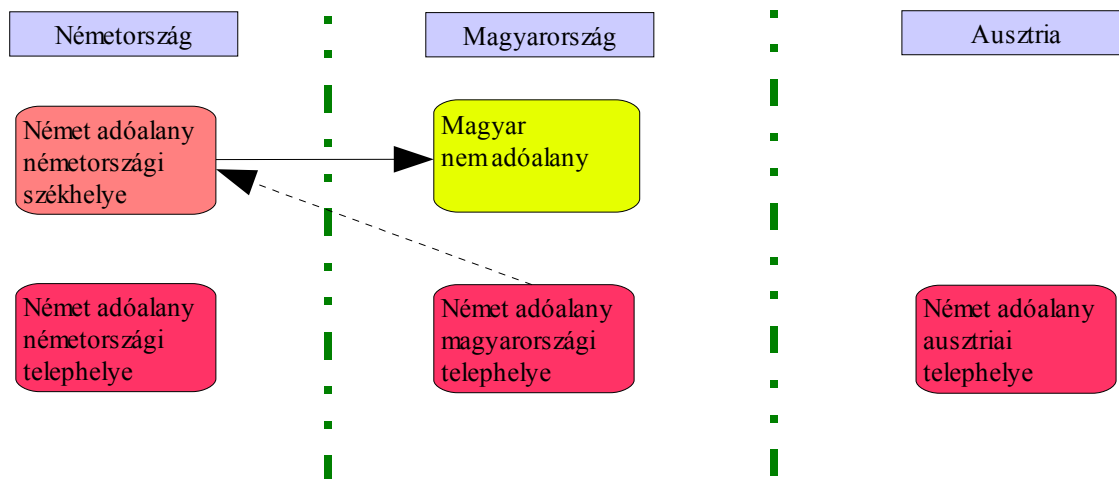 Németország
Magyarország
Ausztria
Német adóalany
németországi
székhelye
Magyar
nem adóalany
Német adóalany
németországi
telephelye
Német adóalany
magyarországi
telephelye
Német adóalany
ausztriai
telephelye